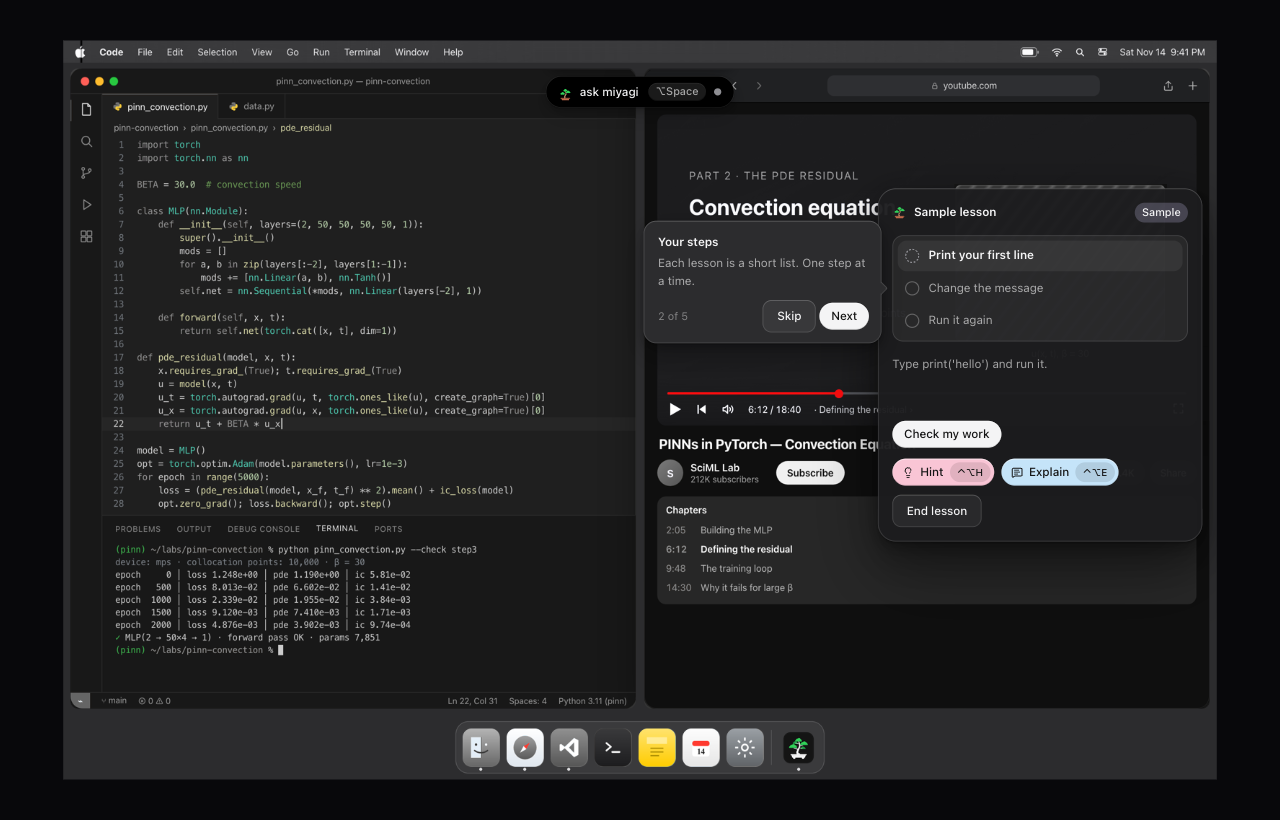 Code File Edit Selection View Go Run Terminal Window Help
Sat Nov 14 9:41 PM
pinn_convection.py — pinn-convection
ask miyagi ⌥Space
youtube.com
pinn_convection.py data.py
pinn-convection › pinn_convection.py › pde_residual
1 import torch
2 import torch.nn as nn
3
4 BETA = 30.0 # convection speed
5
6 class MLP(nn.Module):
7 def __init__(self, layers=(2, 50, 50, 50, 50, 1)):
8 super().__init__()
9 mods = []
10 for a, b in zip(layers[:-2], layers[1:-1]):
11 mods += [nn.Linear(a, b), nn.Tanh()]
12 self.net = nn.Sequential(*mods, nn.Linear(layers[-2], 1))
13
14 def forward(self, x, t):
15 return self.net(torch.cat([x, t], dim=1))
16
17 def pde_residual(model, x, t):
18 x.requires_grad_(True); t.requires_grad_(True)
19 u = model(x, t)
20 u_t = torch.autograd.grad(u, t, torch.ones_like(u), create_graph=True)[0]
21 u_x = torch.autograd.grad(u, x, torch.ones_like(u), create_graph=True)[0]
22 return u_t + BETA * u_x
23
24 model = MLP()
25 opt = torch.optim.Adam(model.parameters(), lr=1e-3)
26 for epoch in range(5000):
27 loss = (pde_residual(model, x_f, t_f) ** 2).mean() + ic_loss(model)
28 opt.zero_grad(); loss.backward(); opt.step()
PROBLEMS OUTPUT DEBUG CONSOLE TERMINAL PORTS
(pinn) ~/labs/pinn-convection % python pinn_convection.py --check step3
device: mps · collocation points: 10,000 · β = 30
epoch 0 | loss 1.248e+00 | pde 1.190e+00 | ic 5.81e-02
epoch 500 | loss 8.013e-02 | pde 6.602e-02 | ic 1.41e-02
epoch 1000 | loss 2.339e-02 | pde 1.955e-02 | ic 3.84e-03
epoch 1500 | loss 9.120e-03 | pde 7.410e-03 | ic 1.71e-03
epoch 2000 | loss 4.876e-03 | pde 3.902e-03 | ic 9.74e-04
✓ MLP(2 → 50×4 → 1) · forward pass OK · params 7,851
(pinn) ~/labs/pinn-convection %
main 0 0 Ln 22, Col 31 Spaces: 4 Python 3.11 (pinn)
PART 2 · THE PDE RESIDUAL
Convection equation
Your steps
Each lesson is a short list. One step at
a time.
2 of 5 Skip Next
6:12 / 18:40 · Defining the
PINNs in PyTorch — Convection
S SciML Lab
212K subscribers
Subscribe
Chapters
2:05 Building the MLP
6:12 Defining the residual
9:48 The training loop
14:30 Why it fails for large β
Sample lesson Sample
Print your first line
Change the message
Run it again
Type print('hello') and run it.
Check my work
Hint ^⌥H Explain ^⌥E
End lesson
14